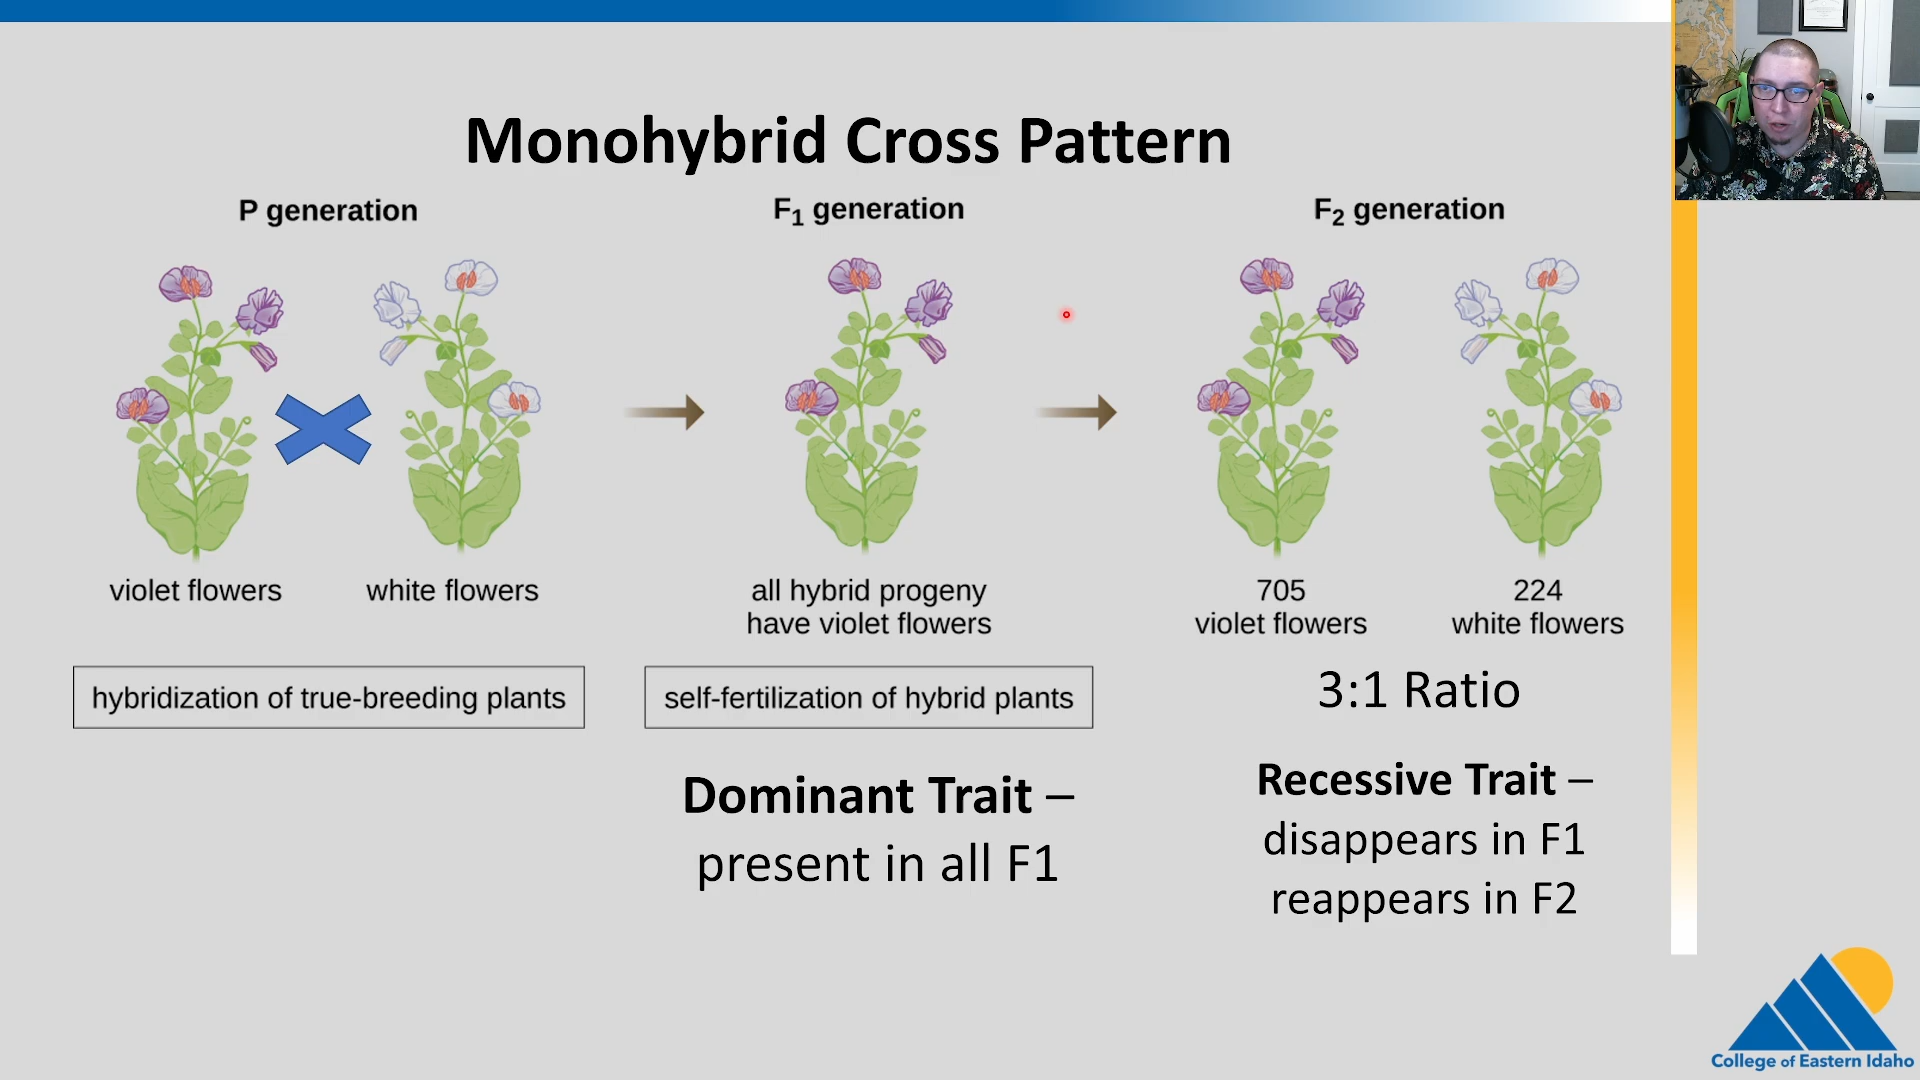 Monohybrid Cross Pattern
P generation
F1 generation
F2 generation
violet flowers
white flowers
all hybrid progeny
have violet flowers
705
violet flowers
224
white flowers
hybridization of true-breeding plants
self-fertilization of hybrid plants
3:1 Ratio
Dominant Trait –
present in all F1
Recessive Trait –
disappears in F1
reappears in F2
College of Eastern Idaho